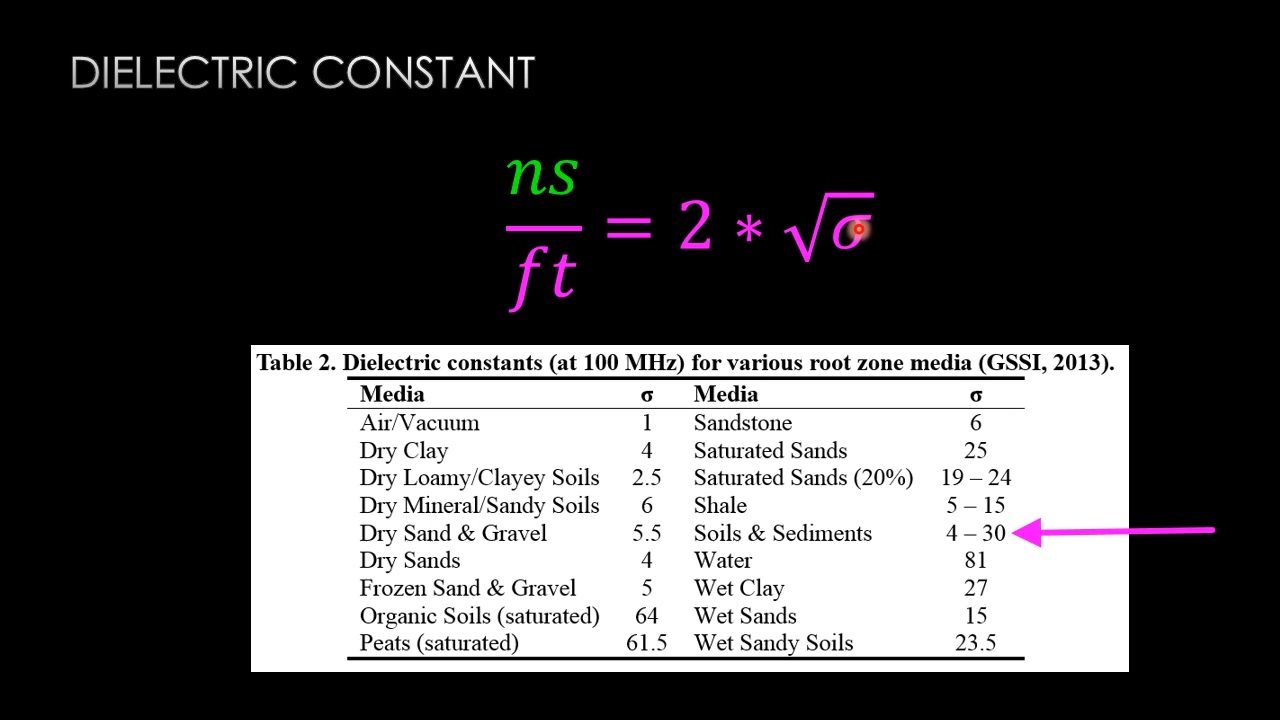 DIELECTRIC CONSTANT
ns/ft = 2 * √σ
Table 2. Dielectric constants (at 100 MHz) for various root zone media (GSSI, 2013).
Media σ Media σ
Air/Vacuum 1 Sandstone 6
Dry Clay 4 Saturated Sands 25
Dry Loamy/Clayey Soils 2.5 Saturated Sands (20%) 19 – 24
Dry Mineral/Sandy Soils 6 Shale 5 – 15
Dry Sand & Gravel 5.5 Soils & Sediments 4 – 30
Dry Sands 4 Water 81
Frozen Sand & Gravel 5 Wet Clay 27
Organic Soils (saturated) 64 Wet Sands 15
Peats (saturated) 61.5 Wet Sandy Soils 23.5